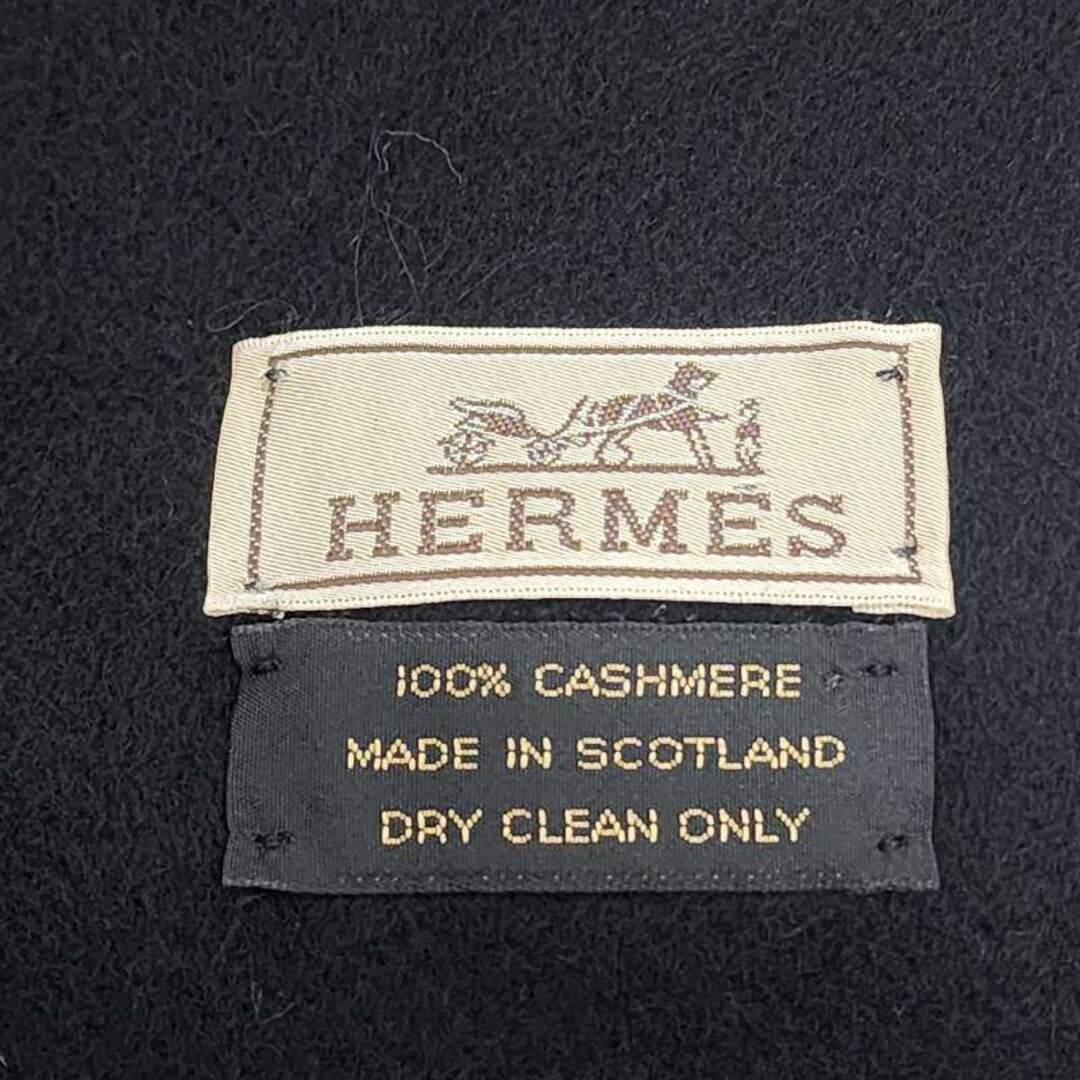 HERMÈS
100% CASHMERE
MADE IN SCOTLAND
DRY CLEAN ONLY